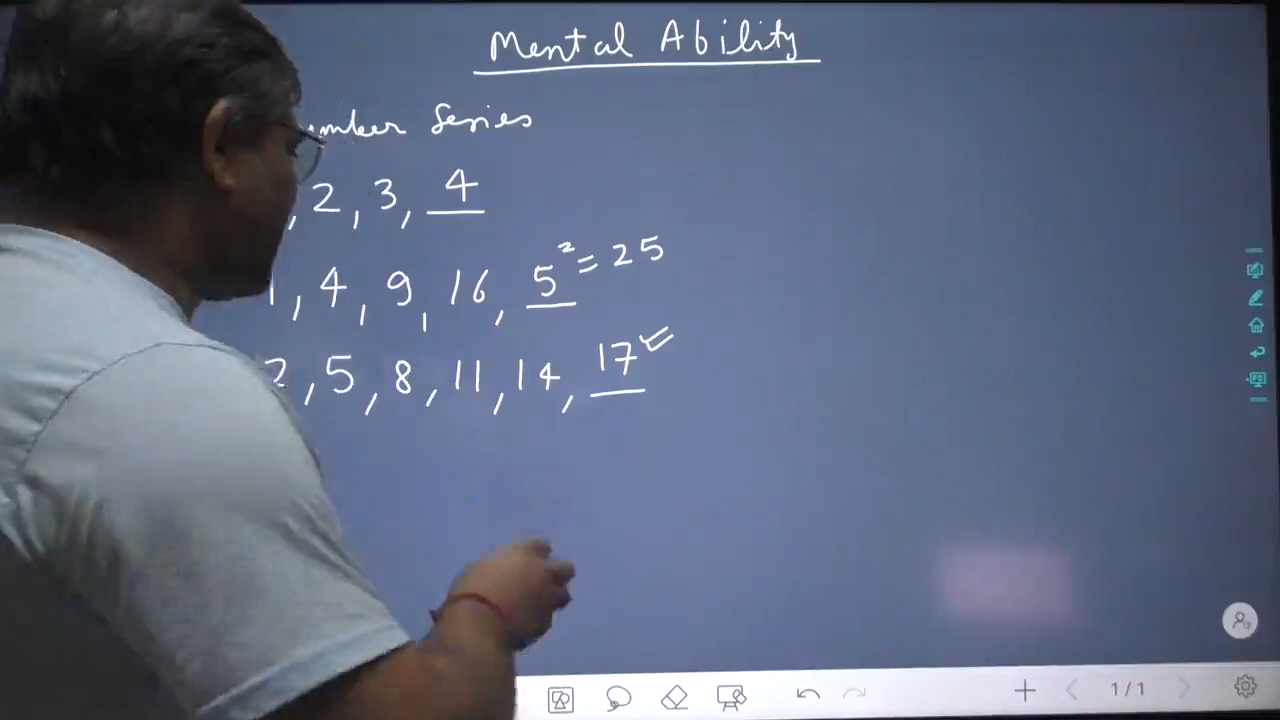 Mental Ability
umber Series
, 2, 3, 4
1, 4, 9, 16, 5² = 25
2, 5, 8, 11, 14, 17
1/1